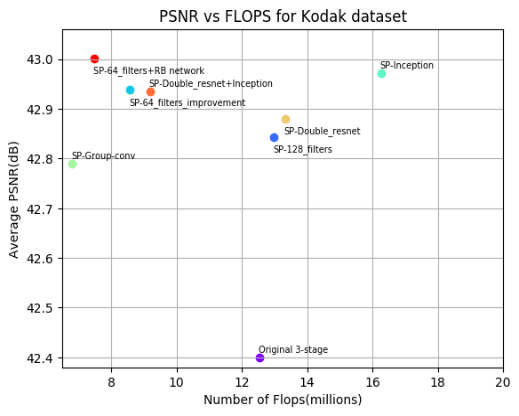 PSNR vs FLOPS for Kodak dataset
43.0
42.9
42.8
42.7
42.6
42.5
42.4
Average PSNR(dB)
SP-Inception
SP-64_filters+RB network
SP-Double_resnet+Inception
SP-64_filters_improvement
SP-Double_resnet
SP-128_filters
SP-Group-conv
Original 3-stage
8 10 12 14 16 18 20
Number of Flops(millions)